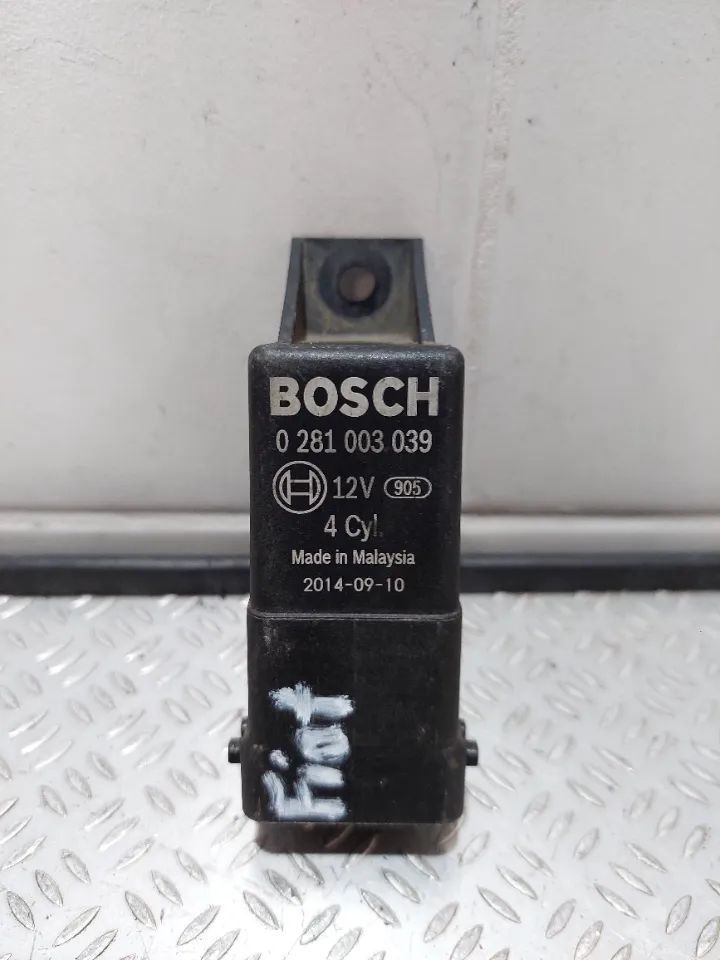 BOSCH
0 281 003 039
12V 905
4 Cyl.
Made in Malaysia
2014-09-10
Fiat